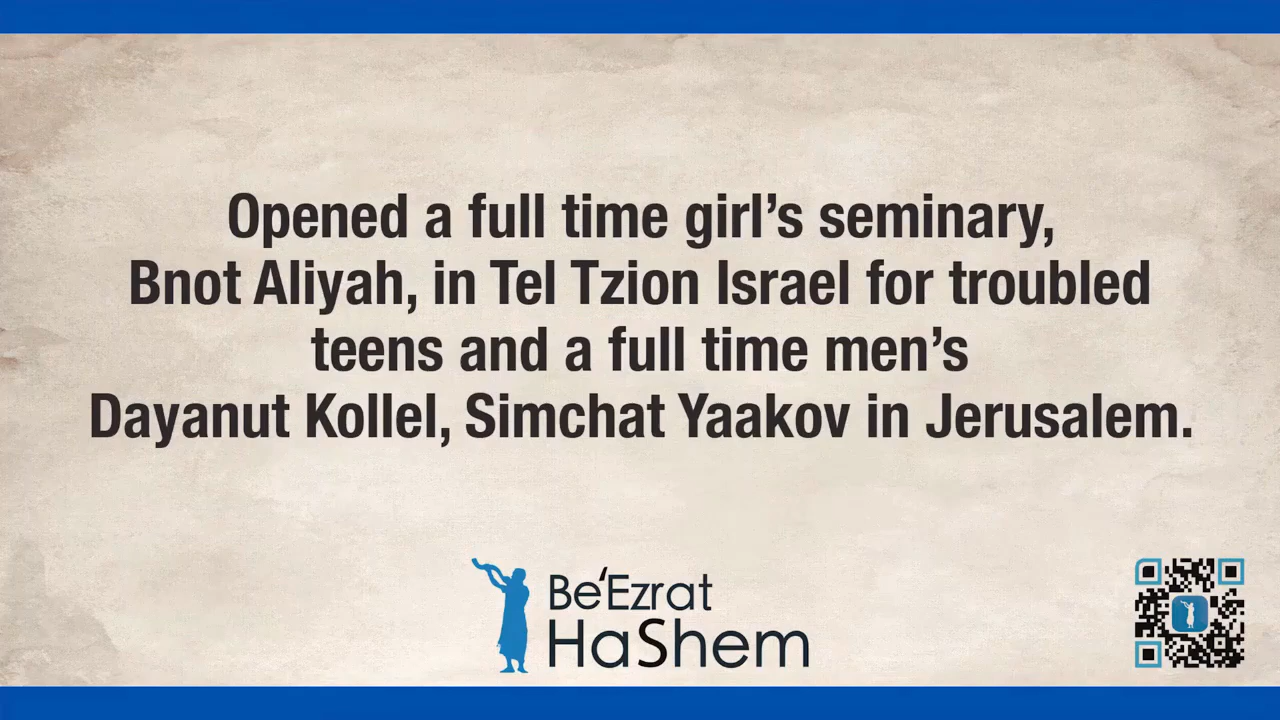 Opened a full time girl’s seminary,
Bnot Aliyah, in Tel Tzion Israel for troubled
teens and a full time men’s
Dayanut Kollel, Simchat Yaakov in Jerusalem.
Be‘Ezrat
HaShem